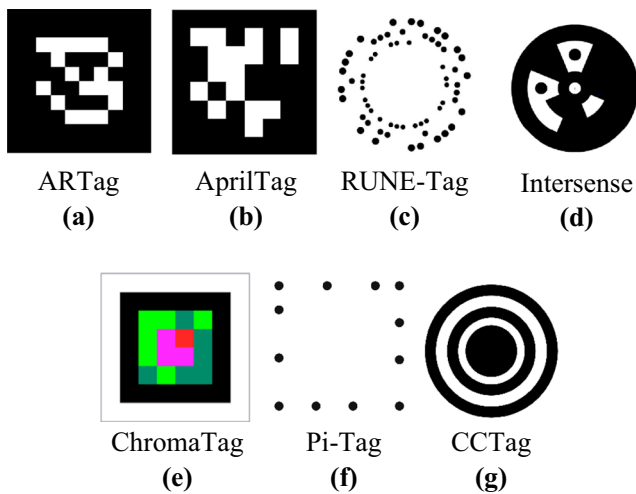 ARTag
AprilTag
RUNE-Tag
Intersense
(a)
(b)
(c)
(d)
ChromaTag
Pi-Tag
CCTag
(e)
(f)
(g)